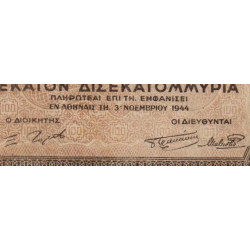 ΕΚΑΤΟΝ ΔΙΣΕΚΑΤΟΜΜΥΡΙΑ
ΠΛΗΡΩΤΕΑΙ ΕΠΙ ΤΗ, ΕΜΦΑΝΙΣΕΙ
ΕΝ ΑΘΗΝΑΙΣ ΤΗ, 3 ΝΟΕΜΒΡΙΟΥ 1944
Ο ΔΙΟΙΚΗΤΗΣ ΟΙ ΔΙΕΥΘΥΝΤΑΙ